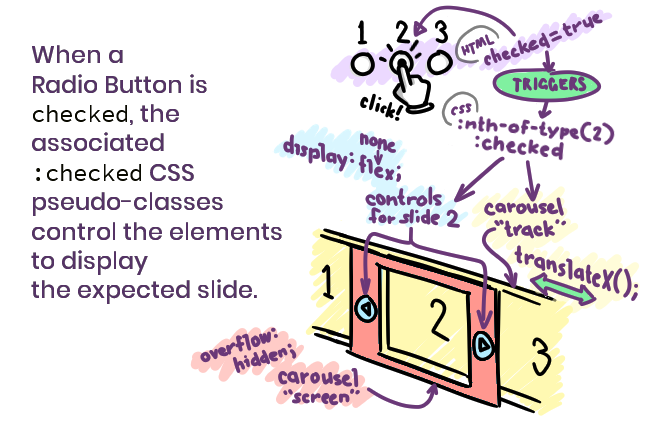 When a
Radio Button is
checked, the
associated
:checked CSS
pseudo-classes
control the elements
to display
the expected slide.
1 2 3
click!
HTML
checked=true
TRIGGERS
css
:nth-of-type(2)
:checked
none
display: flex;
controls
for slide 2
carousel
"track"
translateX();
1
2
3
overflow:
hidden;
carousel
"screen"